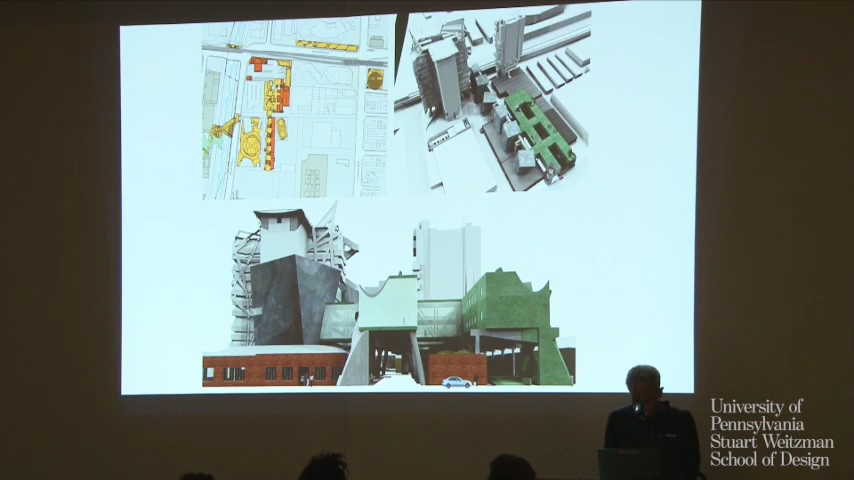 University of
Pennsylvania
Stuart Weitzman
School of Design